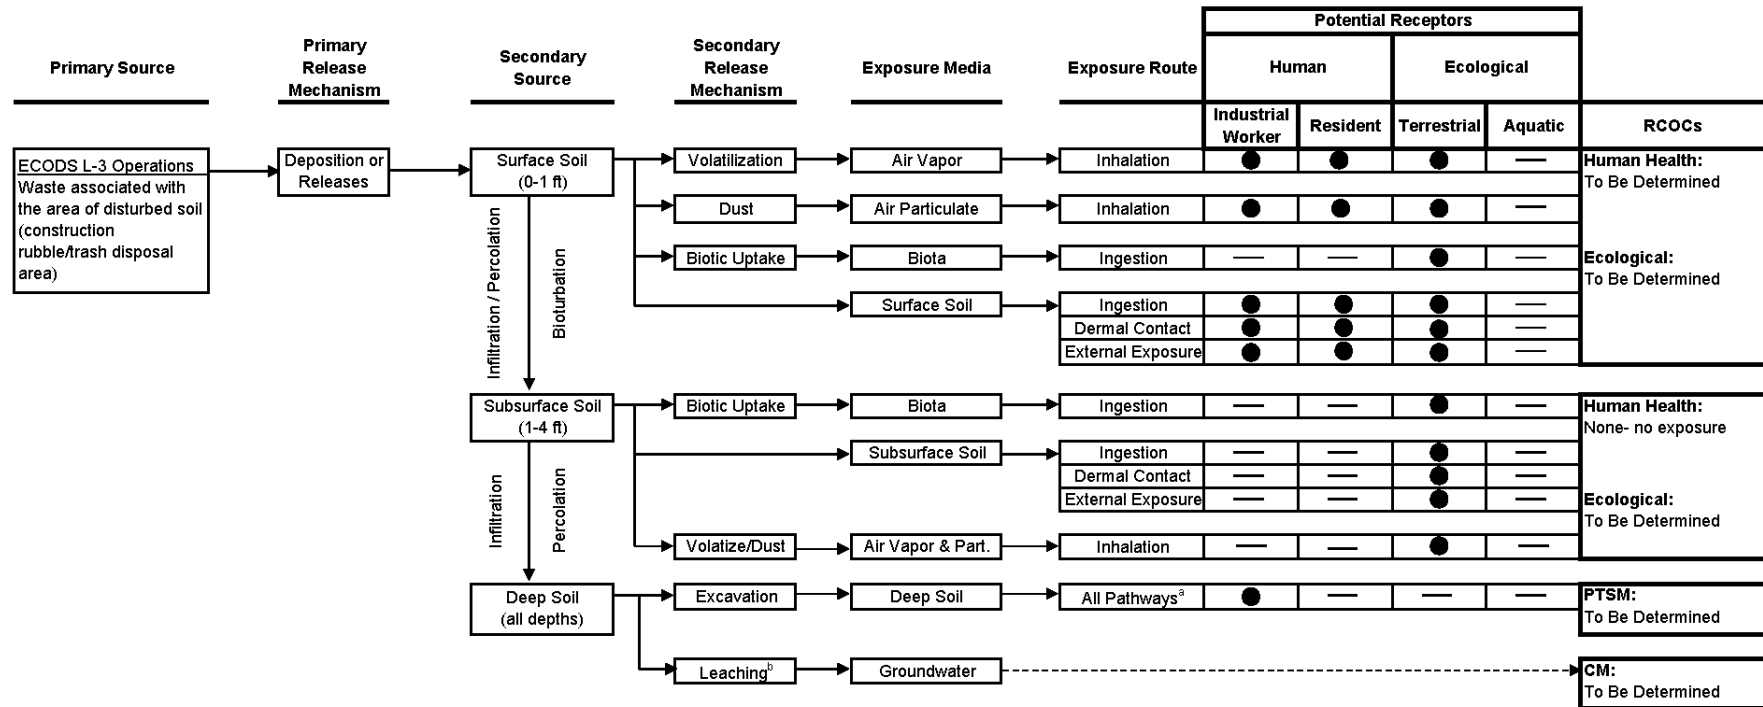 Potential Receptors
Primary Source
Primary
Release
Mechanism
Secondary
Source
Secondary
Release
Mechanism
Exposure Media
Exposure Route
Human
Ecological
Industrial
Worker
Resident
Terrestrial
Aquatic
RCOCs
ECODS L-3 Operations
Waste associated with
the area of disturbed soil
(construction
rubble/trash disposal
area)
Deposition or
Releases
Surface Soil
(0-1 ft)
Volatilization
Air Vapor
Inhalation
Human Health:
To Be Determined
Dust
Air Particulate
Inhalation
Biotic Uptake
Biota
Ingestion
Ecological:
To Be Determined
Surface Soil
Ingestion
Dermal Contact
External Exposure
Infiltration / Percolation
Bioturbation
Subsurface Soil
(1-4 ft)
Biotic Uptake
Biota
Ingestion
Human Health:
None- no exposure
Subsurface Soil
Ingestion
Dermal Contact
External Exposure
Ecological:
To Be Determined
Infiltration
Percolation
Volatize/Dust
Air Vapor & Part.
Inhalation
Deep Soil
(all depths)
Excavation
Deep Soil
All Pathways^a
PTSM:
To Be Determined
Leaching^b
Groundwater
CM:
To Be Determined